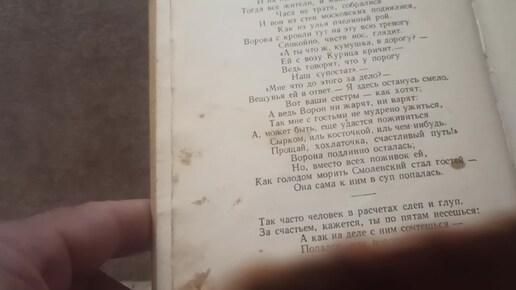 Тогда все жители, и
Часа не тратя, собралися
И вон из стен московских поднялися,
Как из улья пчелиный рой.
Ворона с кровли тут на эту всю тревогу
Спокойно, чистя нос, глядит.
«А ты что ж, кумушка, в дорогу? —
Ей с возу Курица кричит.—
Ведь говорят, что у порогу
Наш супостат».—
«Мне что до этого за дело?—
Вещунья ей в ответ.— Я здесь останусь смело.
Вот ваши сестры — как хотят;
А ведь Ворон ни жарят, ни варят:
Так мне с гостьми не мудрено ужиться,
А, может быть, еще удастся поживиться
Сырком, иль косточкой, иль чем-нибудь.
Прощай, хохлаточка, счастливый путь!»
Ворона подлинно осталась;
Но, вместо всех поживок ей,
Как голодом морить Смоленский стал гостей —
Она сама к ним в суп попалась.
Так часто человек в расчетах слеп и глуп.
За счастьем, кажется, ты по пятам несешься:
А как на деле с ним сочтешься —